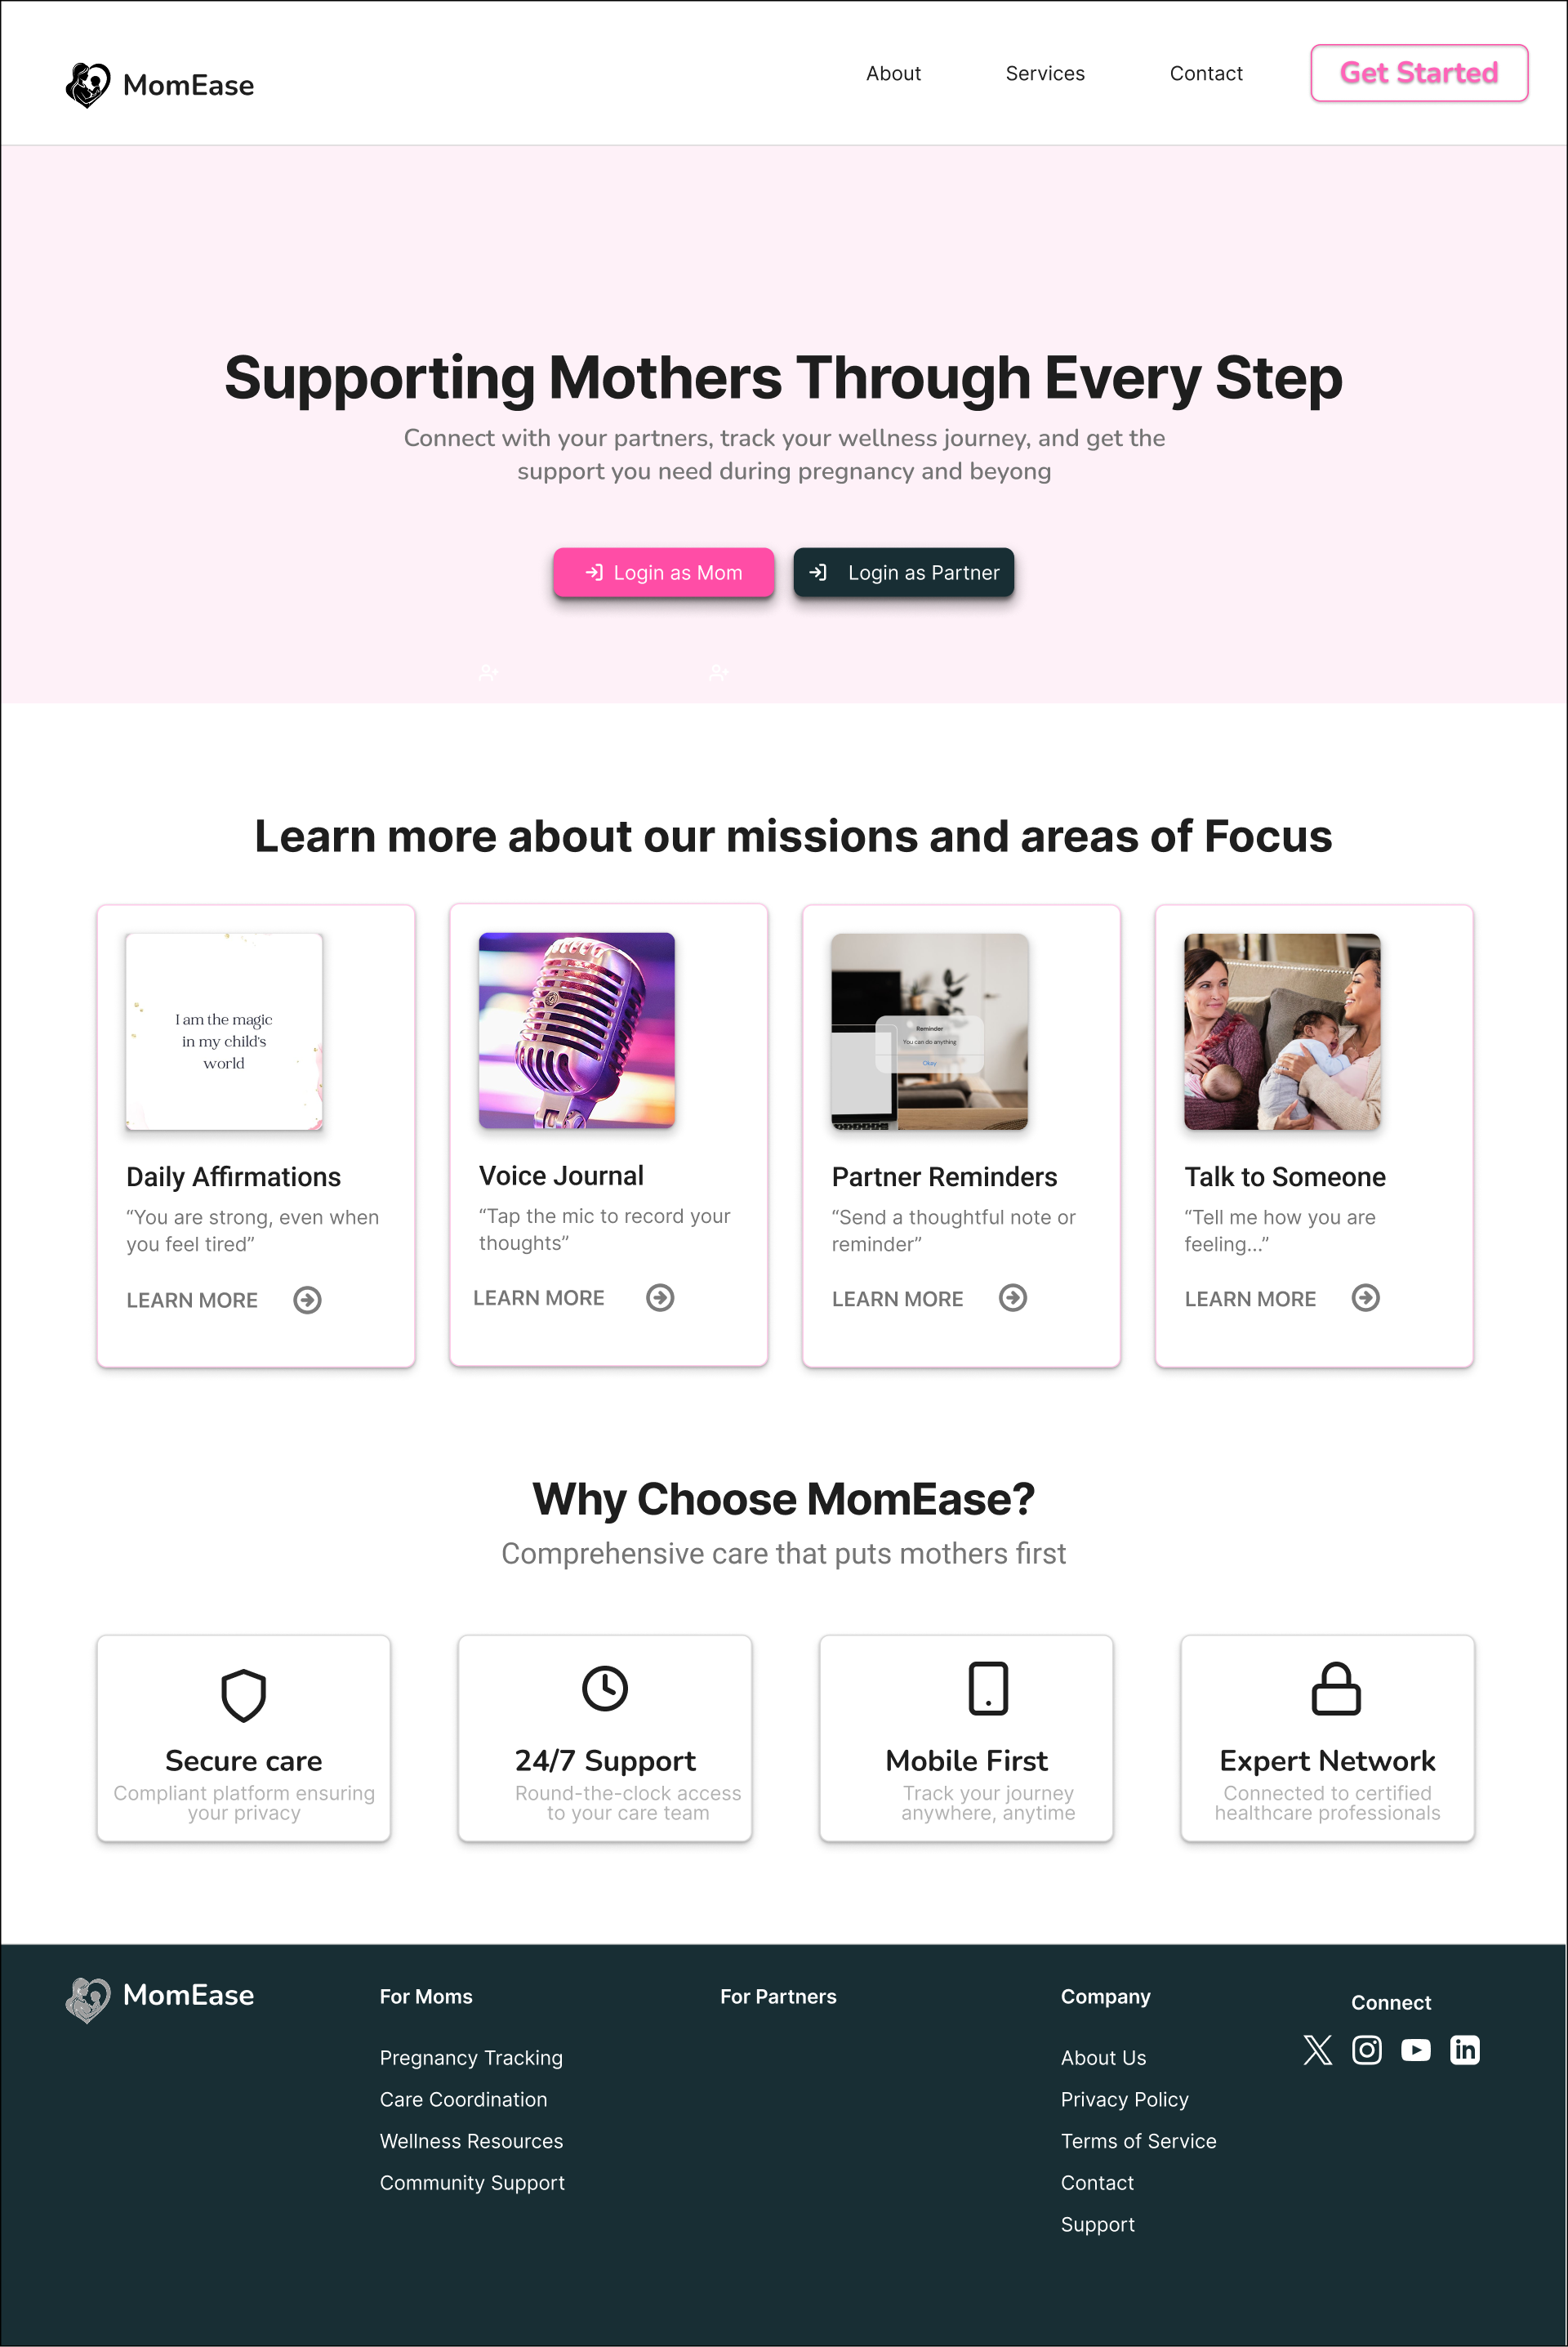 MomEase
About
Services
Contact
Get Started
Supporting Mothers Through Every Step
Connect with your partners, track your wellness journey, and get the
support you need during pregnancy and beyong
Login as Mom
Login as Partner
Learn more about our missions and areas of Focus
I am the magic
in my child's
world
Daily Affirmations
“You are strong, even when
you feel tired”
LEARN MORE
Voice Journal
“Tap the mic to record your
thoughts”
LEARN MORE
Reminder
You can do anything
Okay
Partner Reminders
“Send a thoughtful note or
reminder”
LEARN MORE
Talk to Someone
“Tell me how you are
feeling...”
LEARN MORE
Why Choose MomEase?
Comprehensive care that puts mothers first
Secure care
Compliant platform ensuring
your privacy
24/7 Support
Round-the-clock access
to your care team
Mobile First
Track your journey
anywhere, anytime
Expert Network
Connected to certified
healthcare professionals
MomEase
For Moms
Pregnancy Tracking
Care Coordination
Wellness Resources
Community Support
For Partners
Company
About Us
Privacy Policy
Terms of Service
Contact
Support
Connect